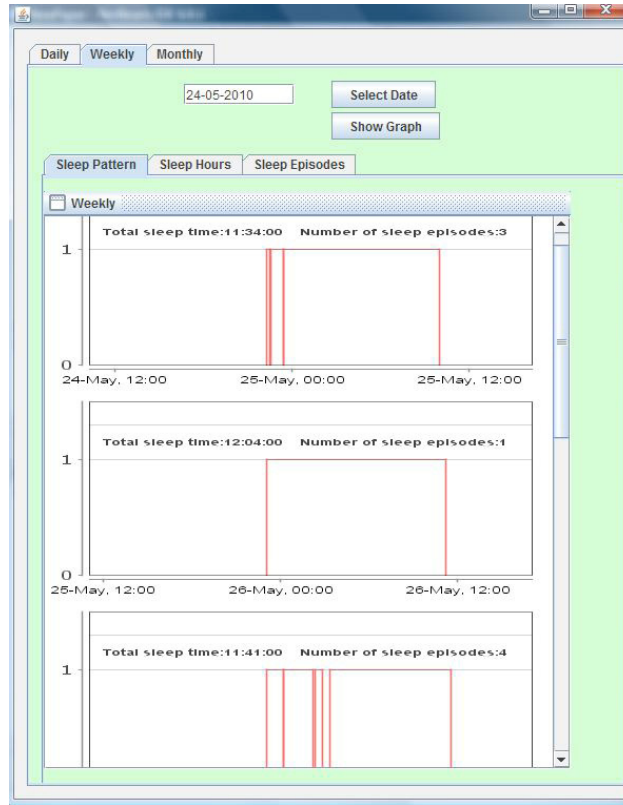 Daily Weekly Monthly
24-05-2010 Select Date
Show Graph
Sleep Pattern Sleep Hours Sleep Episodes
Weekly
Total sleep time:11:34:00 Number of sleep episodes:3
1
0
24-May, 12:00 25-May, 00:00 25-May, 12:00
Total sleep time:12:04:00 Number of sleep episodes:1
1
0
25-May, 12:00 26-May, 00:00 26-May, 12:00
Total sleep time:11:41:00 Number of sleep episodes:4
1